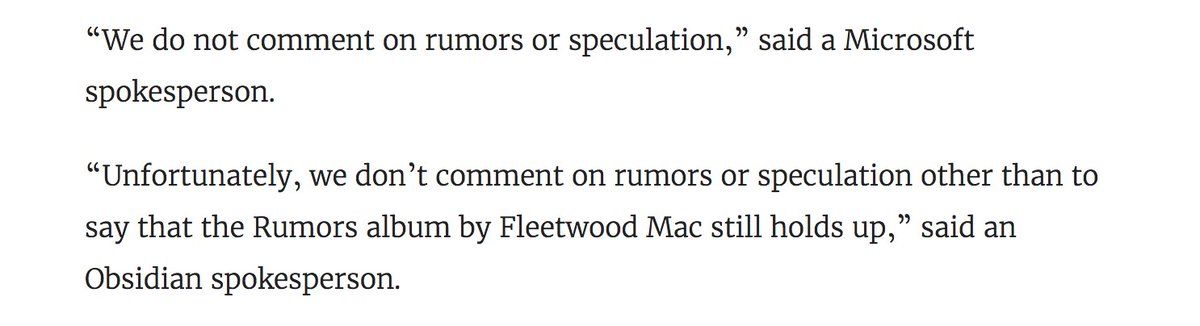 “We do not comment on rumors or speculation,” said a Microsoft
spokesperson.
“Unfortunately, we don’t comment on rumors or speculation other than to
say that the Rumors album by Fleetwood Mac still holds up,” said an
Obsidian spokesperson.